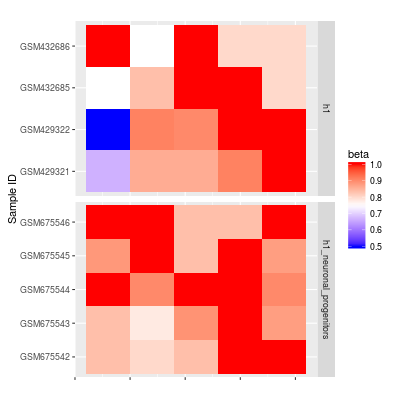 GSM432686
GSM432685
GSM429322
GSM429321
h1
GSM675546
GSM675545
GSM675544
GSM675543
GSM675542
h1_neuronal_progenitors
Sample ID
beta
1.0
0.9
0.8
0.7
0.6
0.5